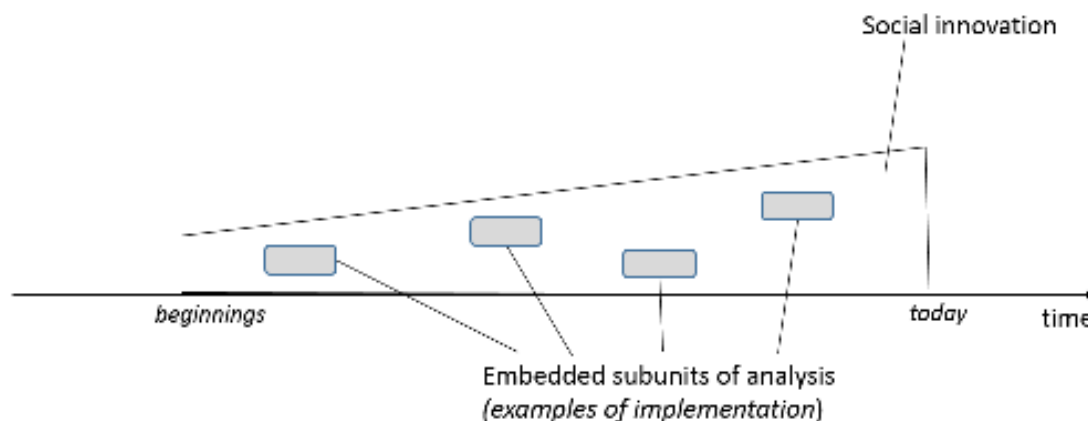 Social innovation
beginnings
today
time
Embedded subunits of analysis
(examples of implementation)